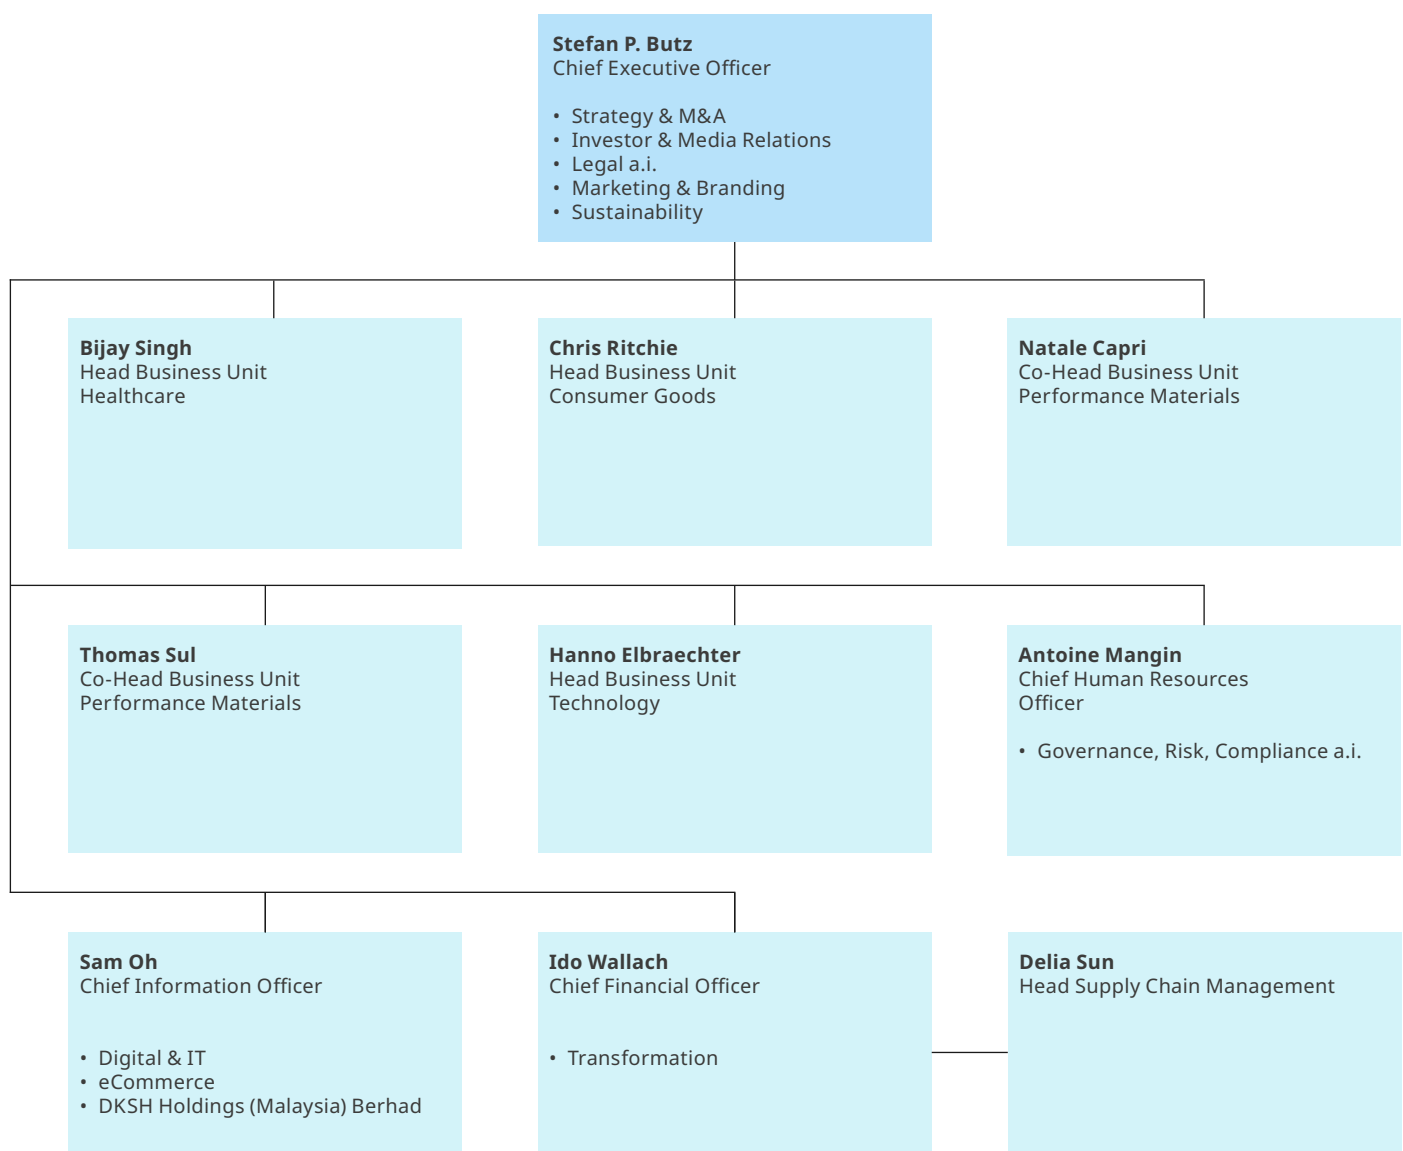 Stefan P. Butz
Chief Executive Officer
• Strategy & M&A
• Investor & Media Relations
• Legal a.i.
• Marketing & Branding
• Sustainability
Bijay Singh
Head Business Unit
Healthcare
Chris Ritchie
Head Business Unit
Consumer Goods
Natale Capri
Co-Head Business Unit
Performance Materials
Thomas Sul
Co-Head Business Unit
Performance Materials
Hanno Elbraechter
Head Business Unit
Technology
Antoine Mangin
Chief Human Resources
Officer
• Governance, Risk, Compliance a.i.
Sam Oh
Chief Information Officer
• Digital & IT
• eCommerce
• DKSH Holdings (Malaysia) Berhad
Ido Wallach
Chief Financial Officer
• Transformation
Delia Sun
Head Supply Chain Management